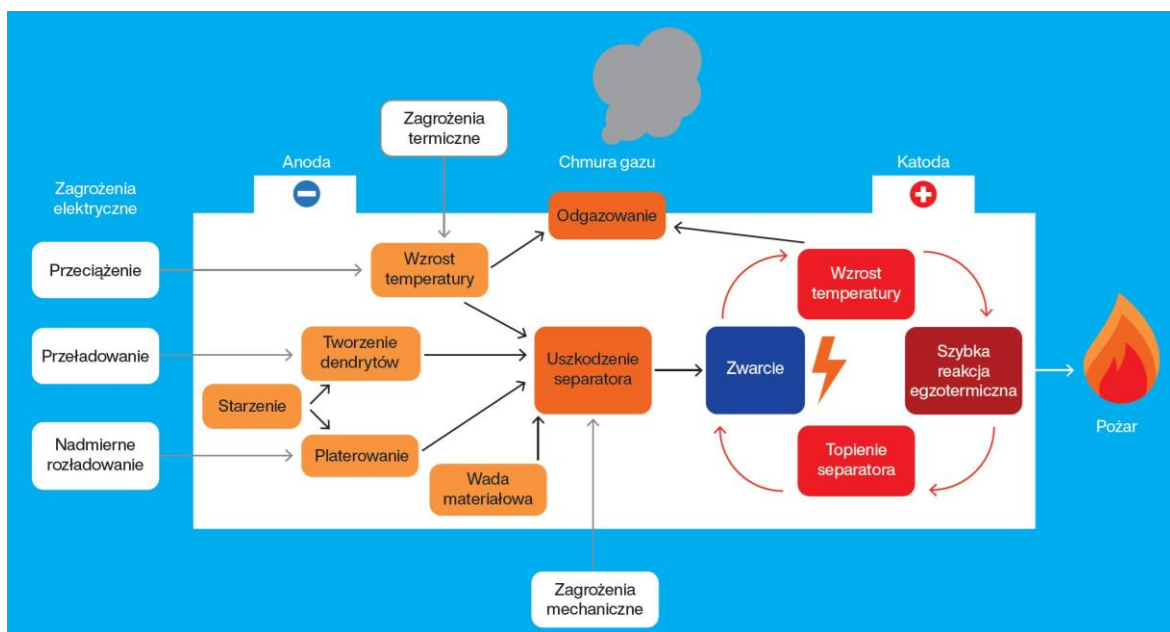 Zagrożenia
termiczne
Anoda
Chmura gazu
Katoda
Zagrożenia
elektryczne
Odgazowanie
Przeciążenie
Wzrost
temperatury
Wzrost
temperatury
Przeładowanie
Tworzenie
dendrytów
Uszkodzenie
separatora
Zwarcie
Szybka
reakcja
egzotermiczna
Starzenie
Pożar
Nadmierne
rozładowanie
Platerowanie
Wada
materiałowa
Topienie
separatora
Zagrożenia
mechaniczne